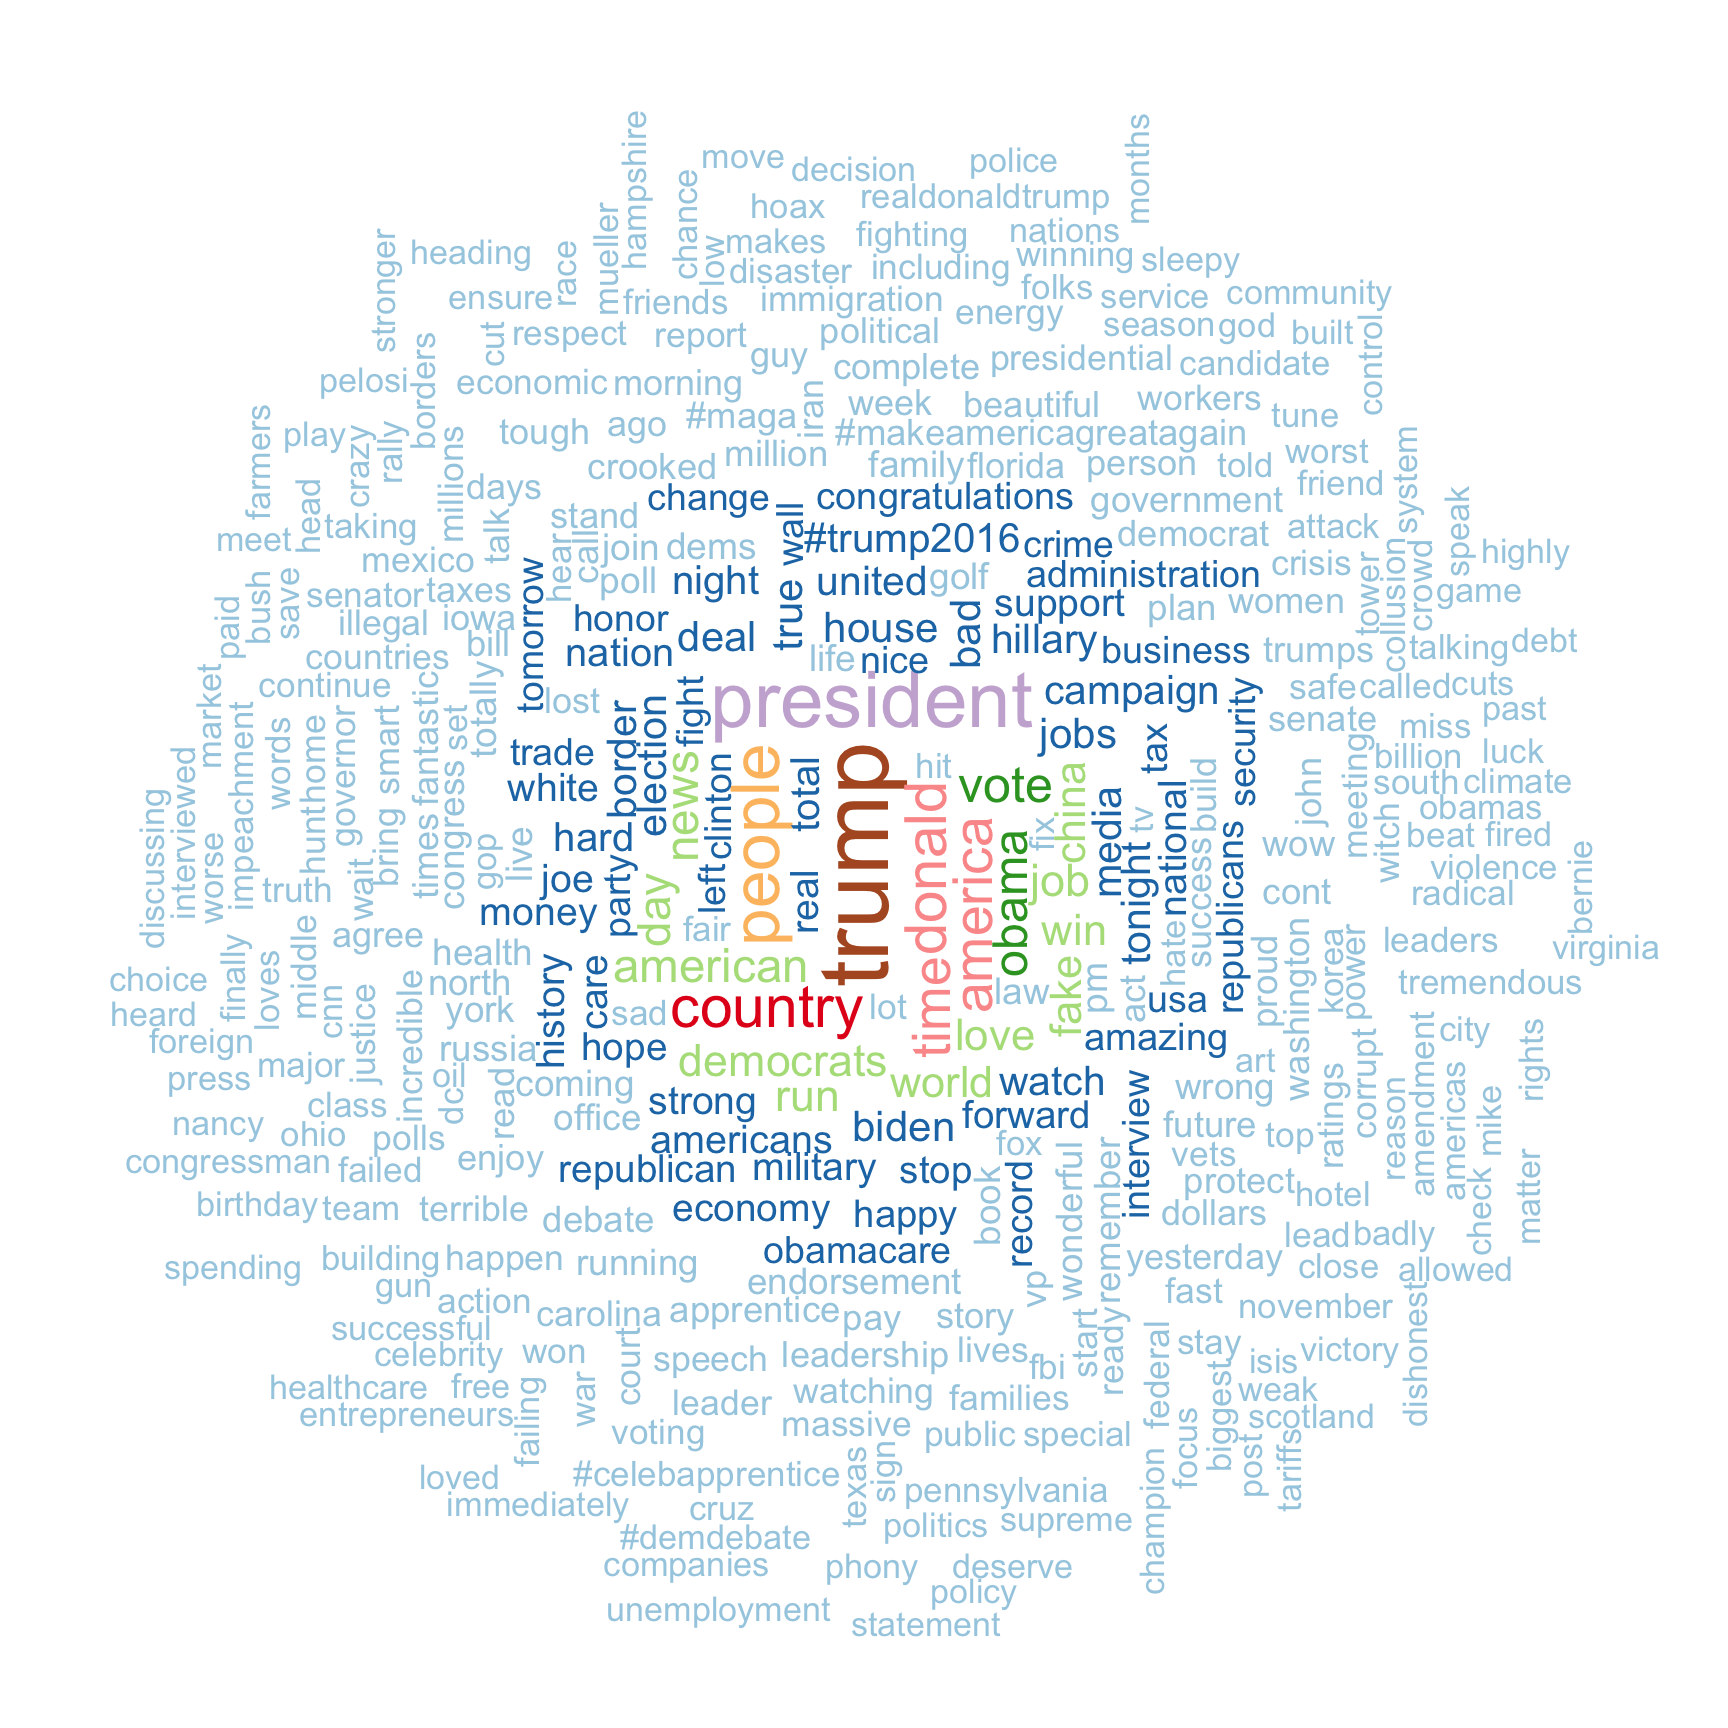 hampshire
months
move
decision
police
chance
realdonaldtrump
hoax
mueller
stronger
heading
race
low
makes
fighting
nations
winning
sleepy
disaster
including
ensure
friends
immigration
folks
service
community
energy
cut
respect
report
political
season
god
built
control
guy
complete
presidential
candidate
pelosi
borders
economic
morning
iran
week
beautiful
workers
tune
farmers
play
crazy
rally
tough
ago
#maga
#makeamericagreatagain
worst
millions
crooked
million
family
florida
person
told
system
head
days
change
congratulations
government
friend
speak
meet
taking
talk
stand
wall
#trump2016
crime
democrat
attack
highly
mexico
hear
call
join
dems
crisis
collusion
crowd
tower
paid
bush
save
senator
taxes
tomorrow
poll
night
true
united
golf
administration
game
illegal
iowa
honor
deal
house
bad
support
plan
women
bill
nation
life
nice
hillary
business
trumps
talking
debt
countries
market
continue
totally
lost
fight
president
campaign
security
safe
called
cuts
words
hunthome
governor
smart
fantastic
set
border
election
jobs
tax
senate
miss
past
interviewed
impeachment
trade
news
people
trump
hit
build
john
meeting
billion
luck
white
clinton
total
donald
vote
china
tv
national
south
climate
discussing
worse
wait
bring
times
congress
gop
live
hard
america
obama
fix
media
success
wow
witch
obamas
beat
fired
truth
joe
party
day
left
real
job
tonight
republicans
cont
violence
radical
bernie
money
fair
win
hate
agree
health
american
time
fake
pm
act
proud
washington
korea
power
leaders
virginia
choice
finally
loves
middle
cnn
north
history
care
sad
country
lot
law
usa
tremendous
heard
york
foreign
justice
incredible
russia
hope
love
amazing
city
press
major
oil
coming
democrats
world
watch
art
wrong
corrupt
amendment
americas
rights
class
dci
read
office
strong
run
forward
interview
ratings
reason
nancy
ohio
polls
americans
biden
future
top
mike
congressman
failed
enjoy
republican
military
stop
fox
vets
matter
book
record
wonderful
remember
protect
hotel
check
birthday
team
terrible
debate
economy
happy
dollars
lead
badly
spending
building
happen
running
obamacare
yesterday
close
allowed
gun
endorsement
vp
fast
november
action
carolina
apprentice
pay
story
start
ready
dishonest
successful
celebrity
won
court
speech
leadership
lives
fbi
federal
stay
isis
victory
healthcare
free
war
watching
families
biggest
weak
entrepreneurs
failing
leader
massive
scotland
voting
public
special
focus
post
tariffs
loved
#celebapprentice
texas
sign
pennsylvania
champion
immediately
cruz
politics
supreme
#demdebate
companies
phony
deserve
policy
unemployment
statement